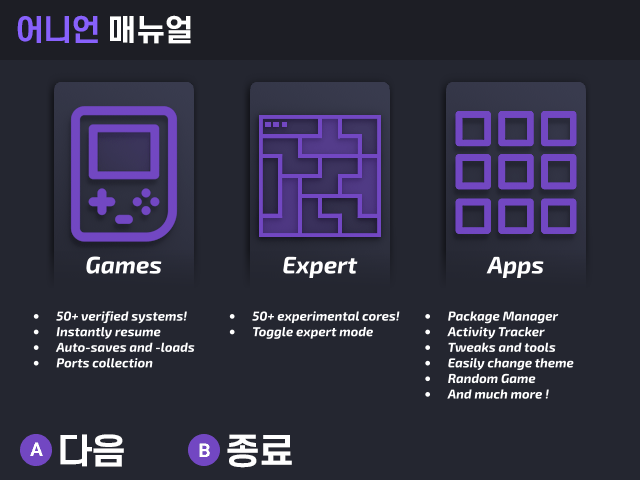 어니언 매뉴얼
Games
Expert
Apps
• 50+ verified systems!
• Instantly resume
• Auto-saves and -loads
• Ports collection
• 50+ experimental cores!
• Toggle expert mode
• Package Manager
• Activity Tracker
• Tweaks and tools
• Easily change theme
• Random Game
• And much more !
A 다음
B 종료